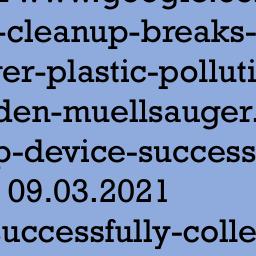 -cleanup-breaks-
er-plastic-polluti
den-muellsauger.
p-device-success
09.03.2021
uccessfully-colle